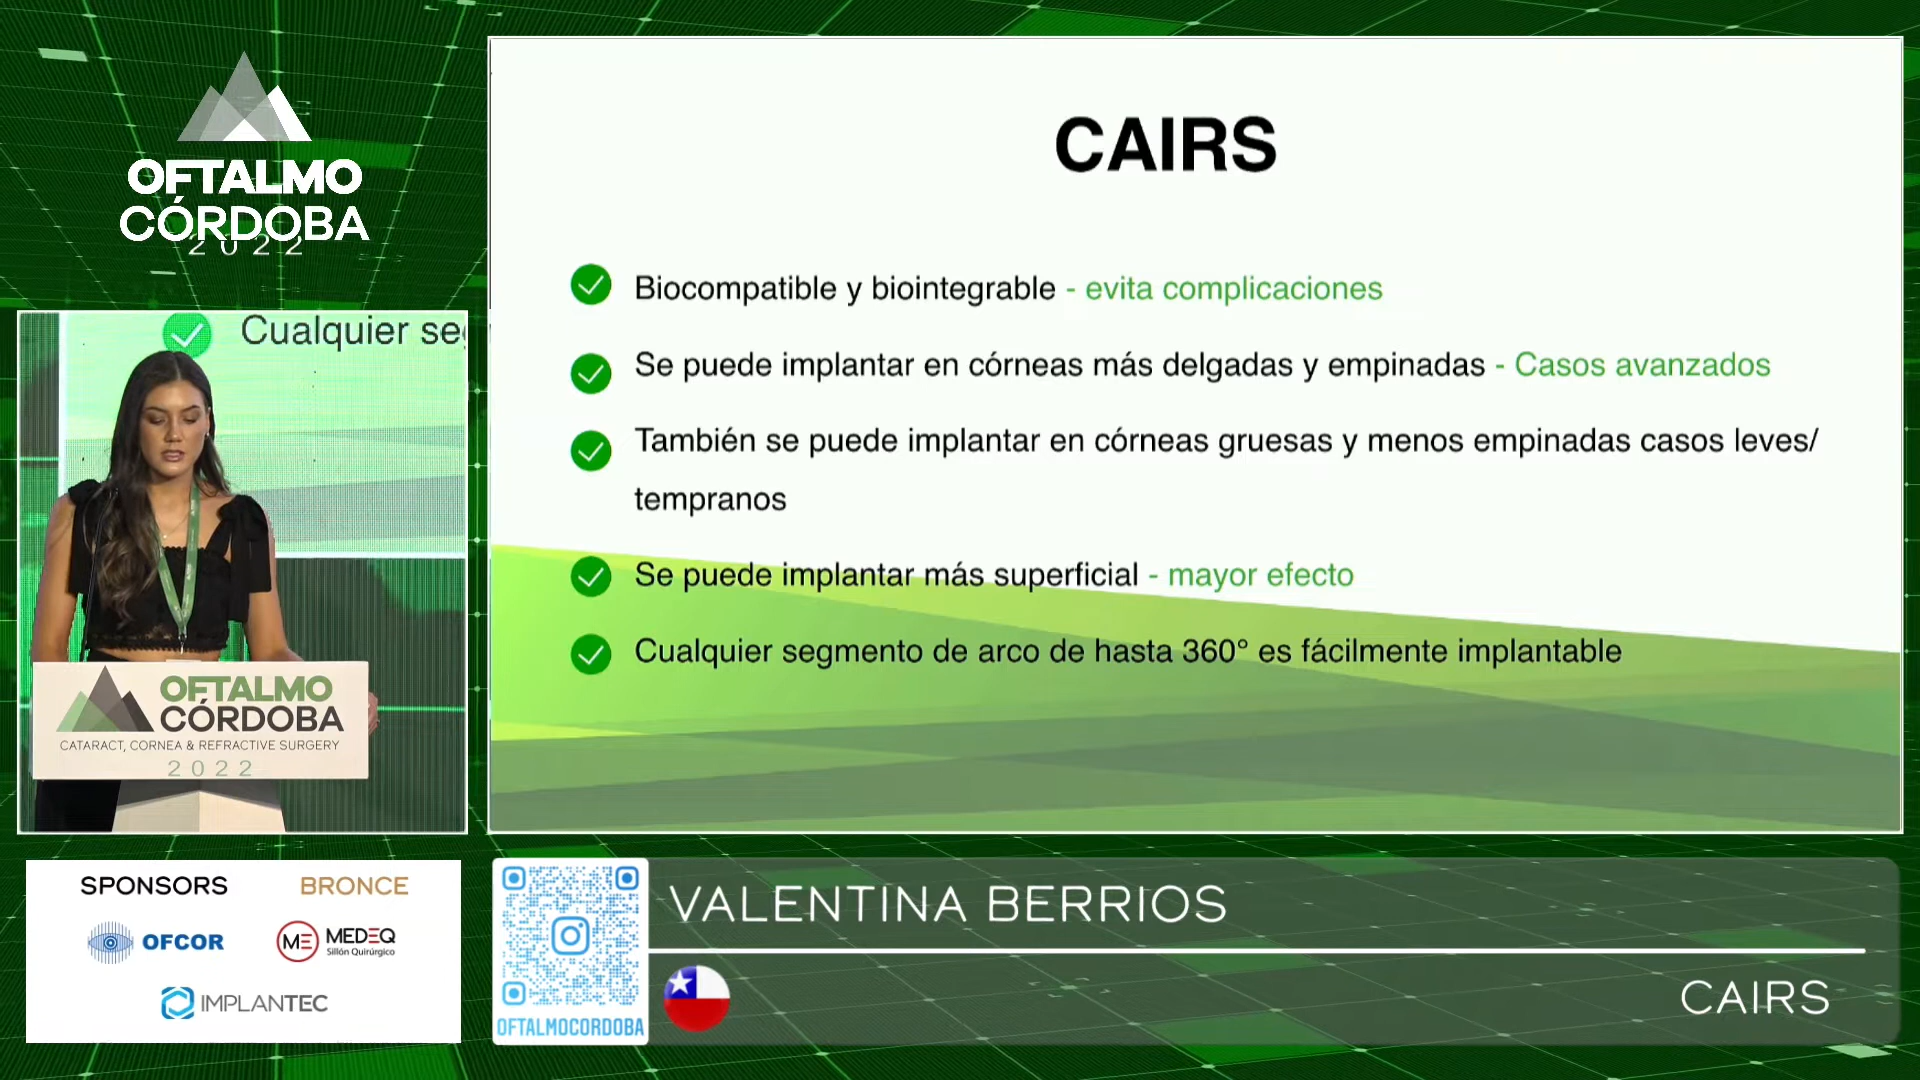 OFTALMO
CÓRDOBA
2022
CAIRS
Biocompatible y biointegrable - evita complicaciones
Se puede implantar en córneas más delgadas y empinadas - Casos avanzados
También se puede implantar en córneas gruesas y menos empinadas casos leves/
tempranos
Se puede implantar más superficial - mayor efecto
Cualquier segmento de arco de hasta 360° es fácilmente implantable
Cualquier se
OFTALMO
CÓRDOBA
CATARACT, CORNEA & REFRACTIVE SURGERY
2022
SPONSORS BRONCE
OFCOR
ME MEDEQ
Sillón Quirúrgico
IMPLANTEC
OFTALMOCORDOBA
VALENTINA BERRIOS
CAIRS